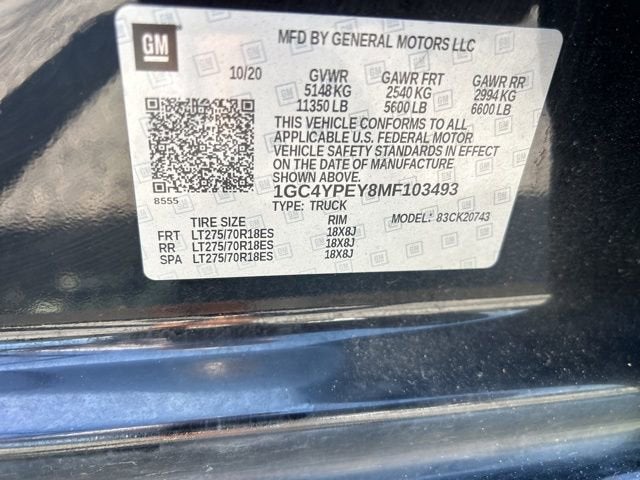 GM
MFD BY GENERAL MOTORS LLC
10/20 GVWR GAWR FRT GAWR RR
5148 KG 2540 KG 2994 KG
11350 LB 5600 LB 6600 LB
THIS VEHICLE CONFORMS TO ALL
APPLICABLE U.S. FEDERAL MOTOR
VEHICLE SAFETY STANDARDS IN EFFECT
ON THE DATE OF MANUFACTURE
SHOWN ABOVE.
1GC4YPEY8MF103493
8555 TYPE: TRUCK MODEL: 83CK20743
TIRE SIZE RIM
FRT LT275/70R18ES 18X8J
RR LT275/70R18ES 18X8J
SPA LT275/70R18ES 18X8J